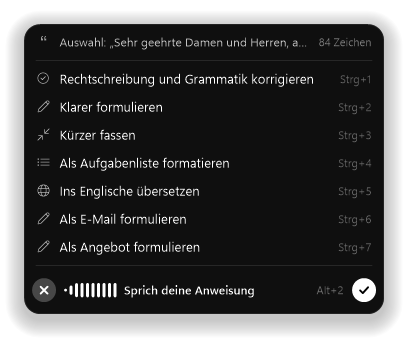 “ Auswahl: „Sehr geehrte Damen und Herren, a... 84 Zeichen
Rechtschreibung und Grammatik korrigieren Strg+1
Klarer formulieren Strg+2
Kürzer fassen Strg+3
Als Aufgabenliste formatieren Strg+4
Ins Englische übersetzen Strg+5
Als E-Mail formulieren Strg+6
Als Angebot formulieren Strg+7
Sprich deine Anweisung Alt+2